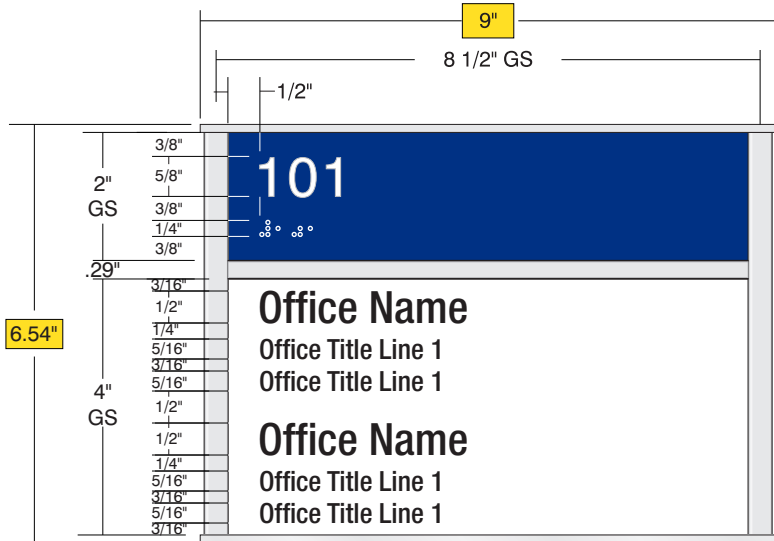 9"
8 1/2" GS
1/2"
3/8"
5/8"
3/8"
1/4"
3/8"
2"
GS
101
⠼⠁⠚⠁
.29"
6.54"
4"
GS
3/16"
1/2"
1/4"
5/16"
3/16"
5/16"
1/2"
1/2"
1/4"
5/16"
3/16"
5/16"
3/16"
Office Name
Office Title Line 1
Office Title Line 1
Office Name
Office Title Line 1
Office Title Line 1